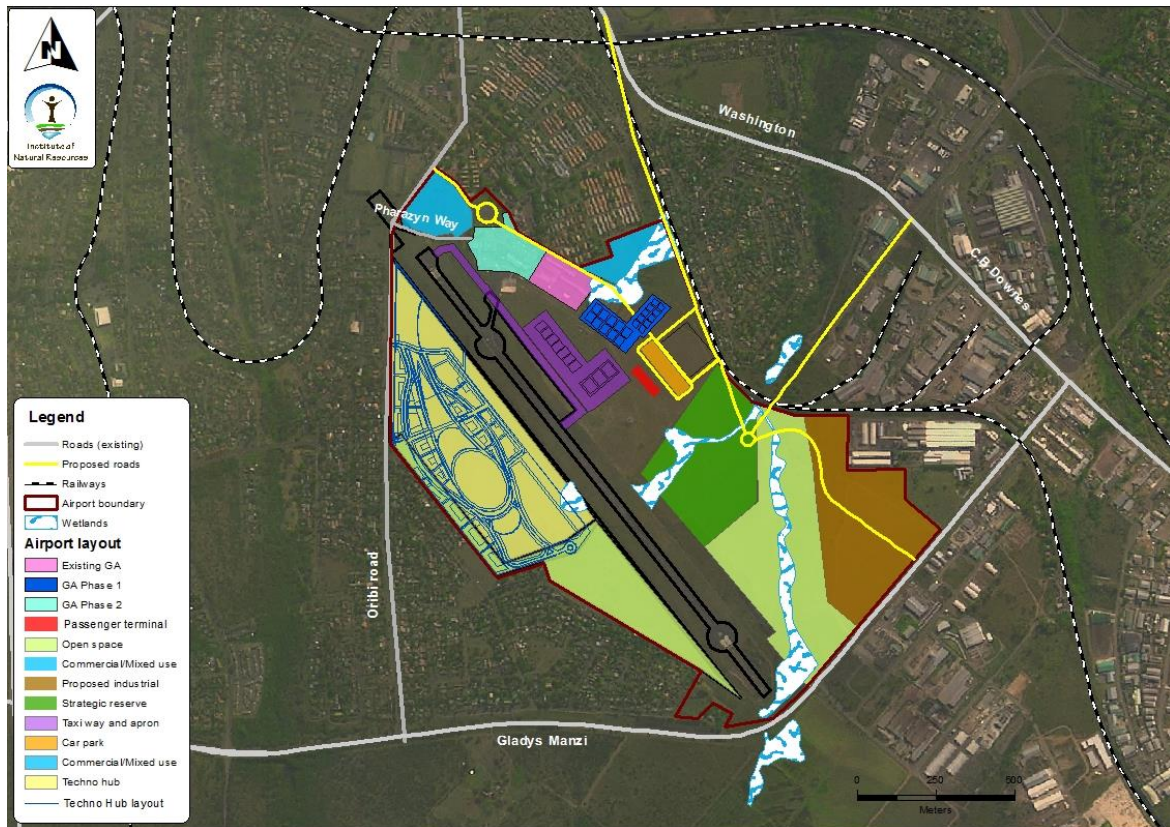 N
Institute of
Natural Resources
Washington
Pharazyn Way
C.B.Downes
Oribi road
Gladys Manzi
Legend
Roads (existing)
Proposed roads
Railways
Airport boundary
Wetlands
Airport layout
Existing GA
GA Phase 1
GA Phase 2
Passenger terminal
Open space
Commercial/Mixed use
Proposed industrial
Strategic reserve
Taxi way and apron
Car park
Commercial/Mixed use
Techno hub
Techno Hub layout
0 250 500
Meters